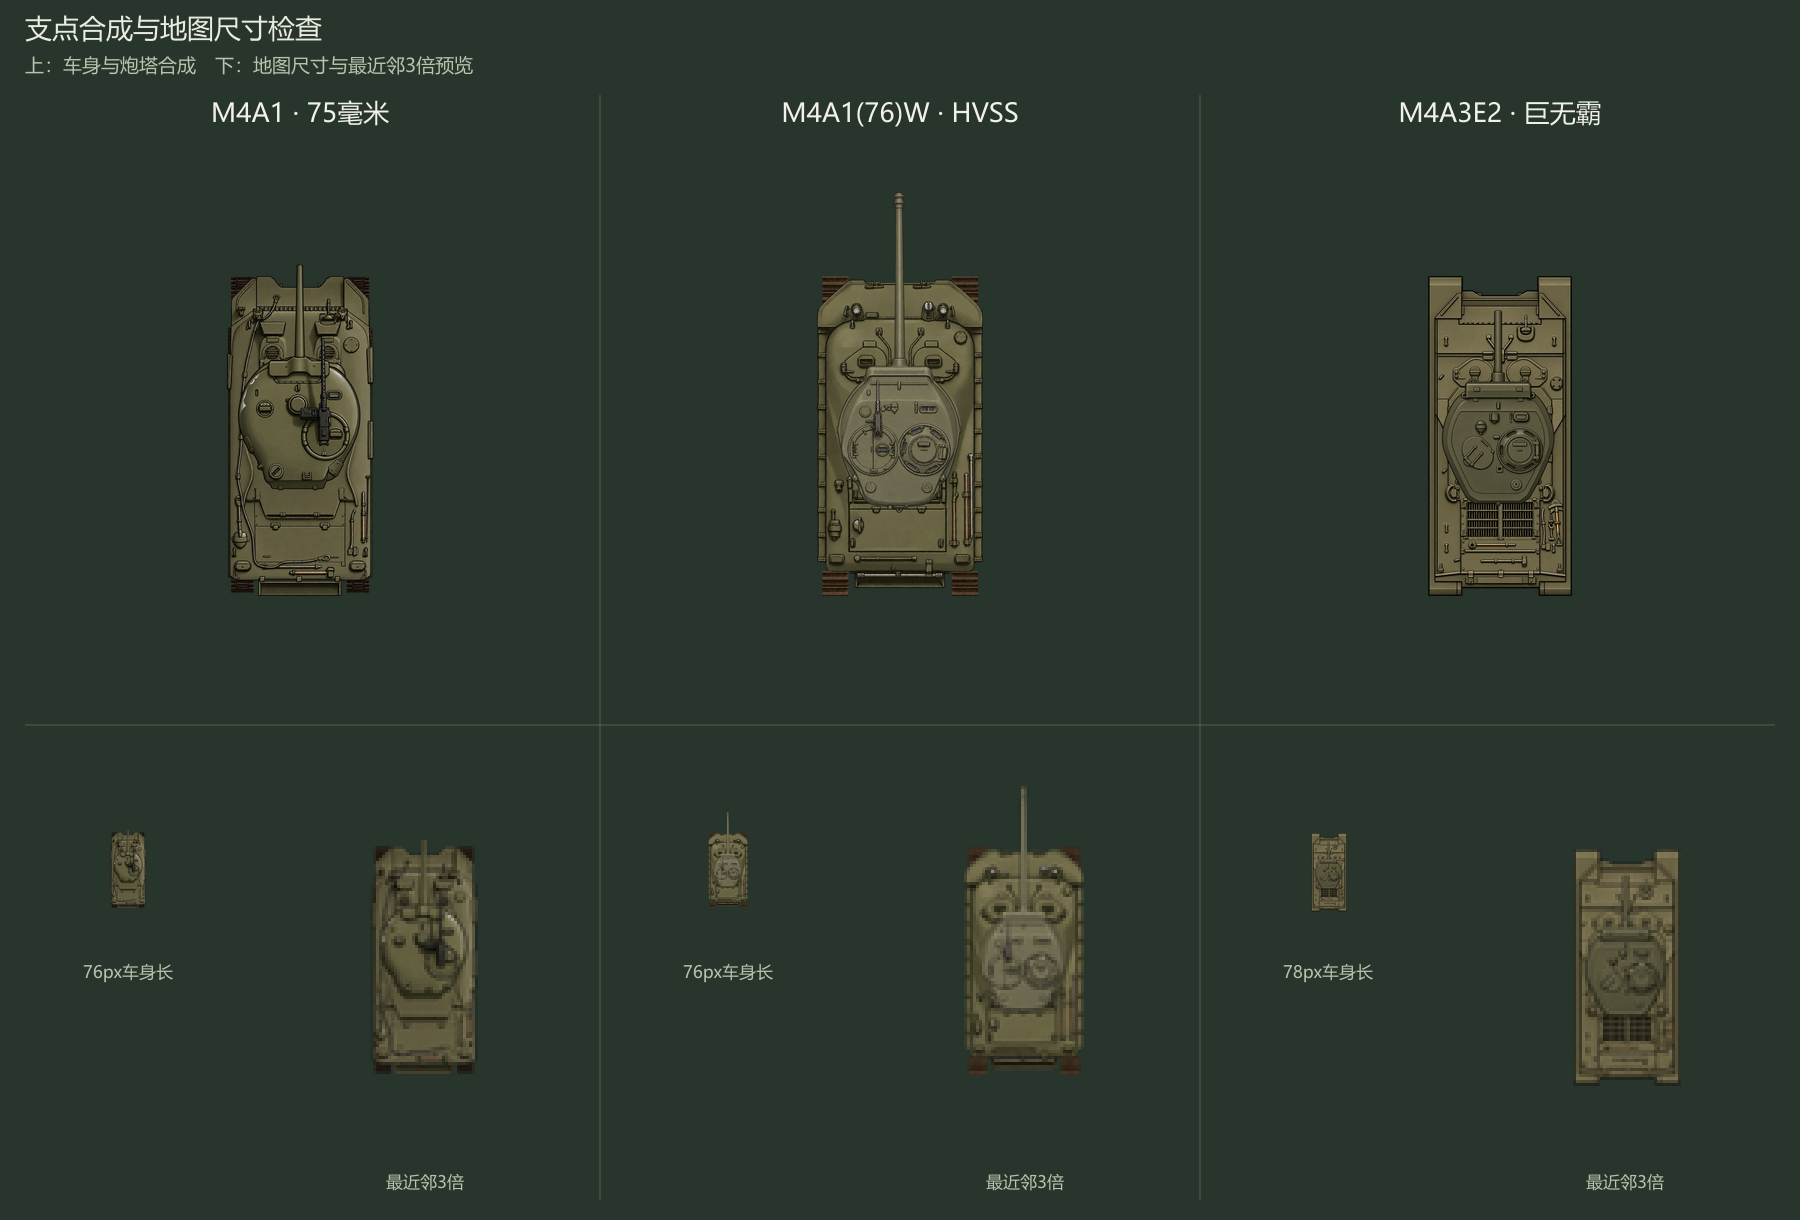 支点合成与地图尺寸检查
上：车身与炮塔合成　下：地图尺寸与最近邻3倍预览
M4A1 · 75毫米
M4A1(76)W · HVSS
M4A3E2 · 巨无霸
76px车身长
76px车身长
78px车身长
最近邻3倍
最近邻3倍
最近邻3倍